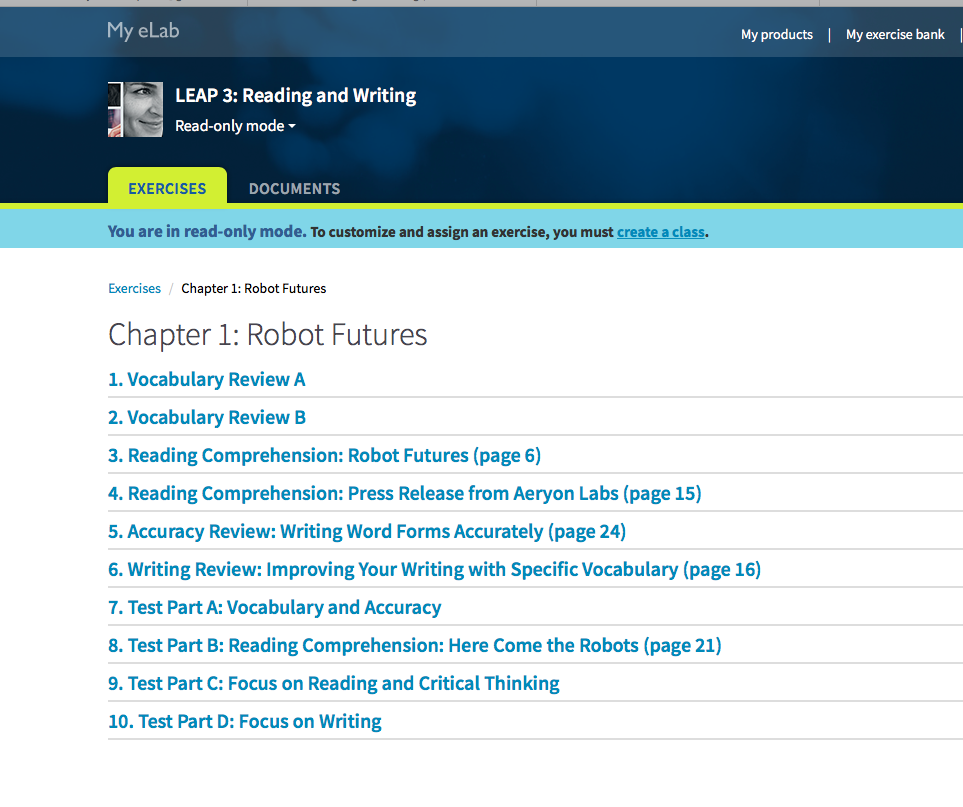 My eLab
My products | My exercise bank |
LEAP 3: Reading and Writing
Read-only mode
EXERCISES DOCUMENTS
You are in read-only mode. To customize and assign an exercise, you must create a class.
Exercises / Chapter 1: Robot Futures
Chapter 1: Robot Futures
1. Vocabulary Review A
2. Vocabulary Review B
3. Reading Comprehension: Robot Futures (page 6)
4. Reading Comprehension: Press Release from Aeryon Labs (page 15)
5. Accuracy Review: Writing Word Forms Accurately (page 24)
6. Writing Review: Improving Your Writing with Specific Vocabulary (page 16)
7. Test Part A: Vocabulary and Accuracy
8. Test Part B: Reading Comprehension: Here Come the Robots (page 21)
9. Test Part C: Focus on Reading and Critical Thinking
10. Test Part D: Focus on Writing